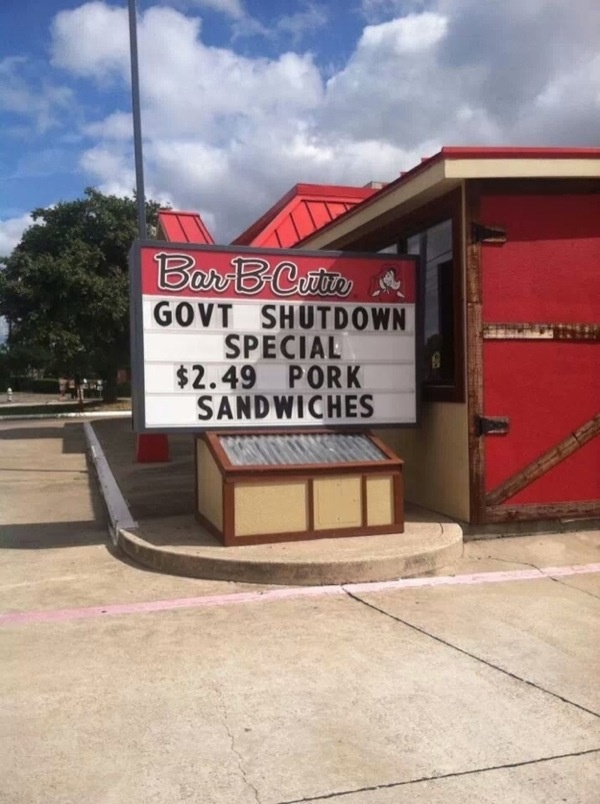 Bar-B-Cutie
GOVT SHUTDOWN
SPECIAL
$2.49 PORK
SANDWICHES